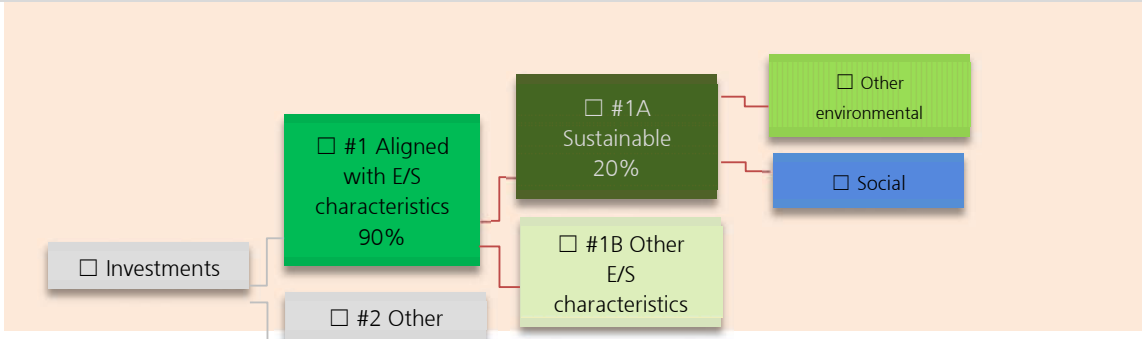 ☐ Investments
☐ #1 Aligned
with E/S
characteristics
90%
☐ #2 Other
☐ #1A
Sustainable
20%
☐ #1B Other
E/S
characteristics
☐ Other
environmental
☐ Social